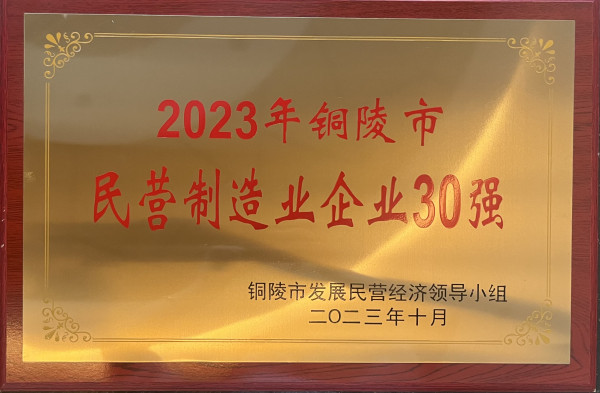 2023年铜陵市
民营制造业企业30强
铜陵市发展民营经济领导小组
二〇二三年十月